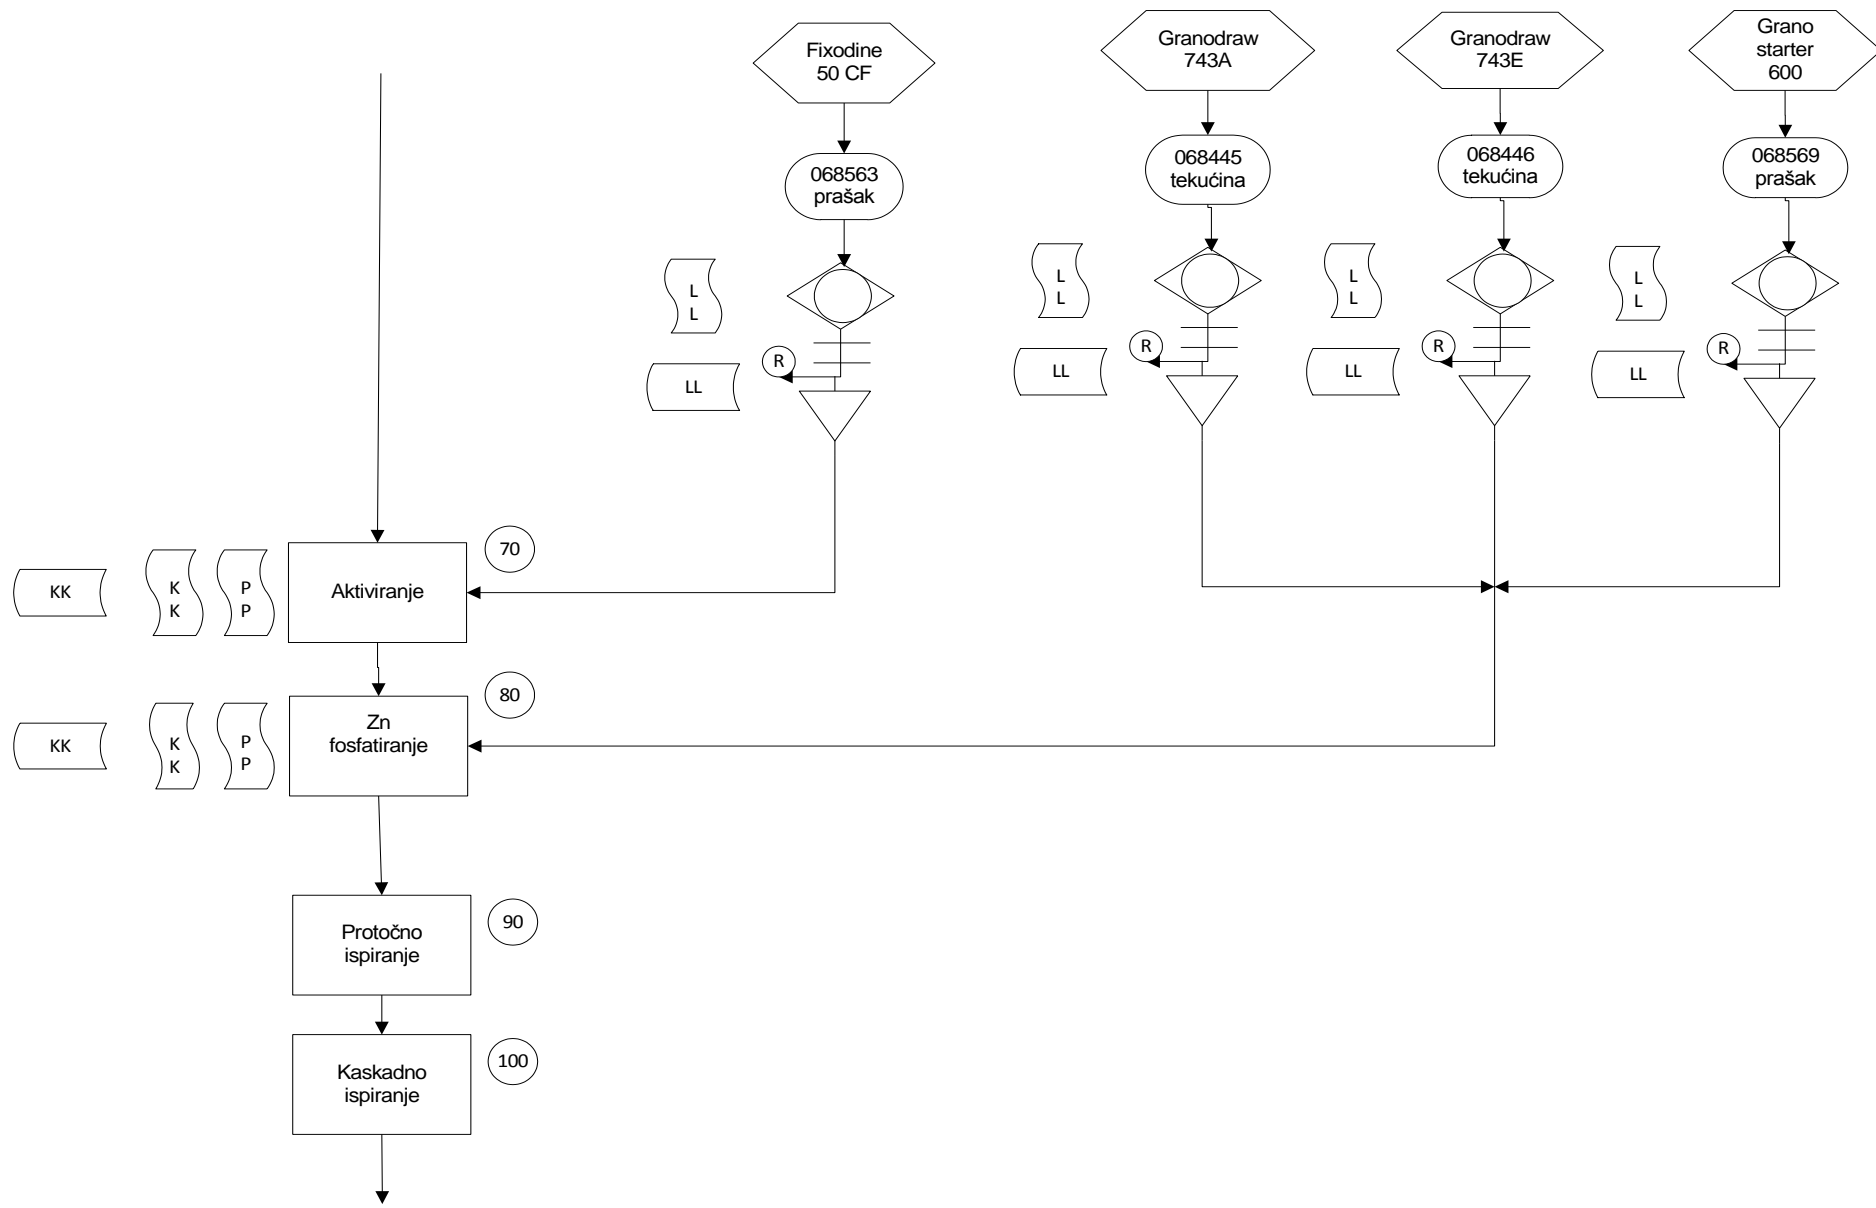 Fixodine
50 CF
Granodraw
743A
Granodraw
743E
Grano
starter
600
068563
prašak
068445
tekućina
068446
tekućina
068569
prašak
L
L
L
L
L
L
L
L
R
R
R
R
LL
LL
LL
LL
70
KK
K
K
P
P
Aktiviranje
80
KK
K
K
P
P
Zn
fosfatiranje
90
Protočno
ispiranje
100
Kaskadno
ispiranje